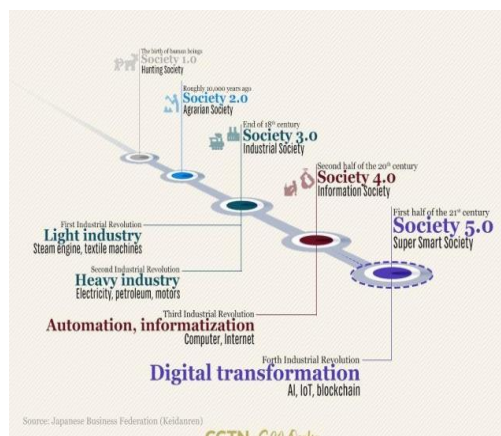 The birth of human beings
Society 1.0
Hunting Society
Roughly 10,000 years ago
Society 2.0
Agrarian Society
End of 18th century
Society 3.0
Industrial Society
Second half of the 20th century
Society 4.0
Information Society
First half of the 21st century
Society 5.0
Super Smart Society
First Industrial Revolution
Light industry
Steam engine, textile machines
Second Industrial Revolution
Heavy industry
Electricity, petroleum, motors
Third Industrial Revolution
Automation, informatization
Computer, Internet
Forth Industrial Revolution
Digital transformation
AI, IoT, blockchain
Source: Japanese Business Federation (Keidanren)
CGTN